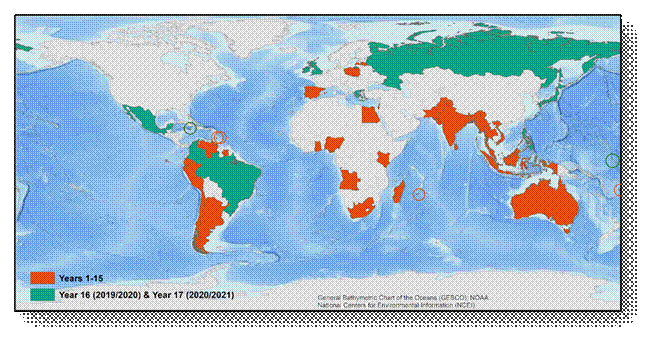 Years 1-15
Year 16 (2019/2020) & Year 17 (2020/2021)
General Bathymetric Chart of the Oceans (GEBCO); NOAA
National Centers for Environmental Information (NCEI)